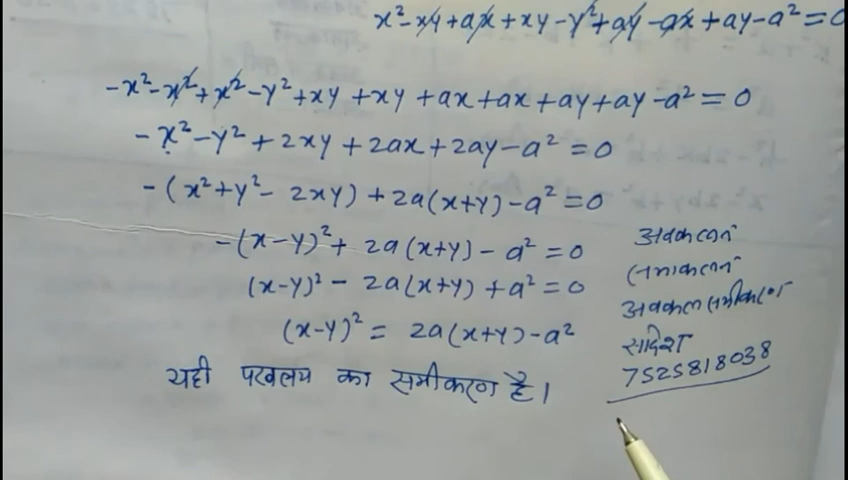 x² - xy + ax + xy - y² + ay - ax + ay - a² = 0
-x² - x² + x² - y² + xy + xy + ax + ax + ay + ay - a² = 0
-x² - y² + 2xy + 2ax + 2ay - a² = 0
-(x² + y² - 2xy) + 2a(x+y) - a² = 0
-(x-y)² + 2a(x+y) - a² = 0
(x-y)² - 2a(x+y) + a² = 0
(x-y)² = 2a(x+y) - a²
यही परवलय का समीकरण है।
अवकलन
समाकलन
अवकल समीकरण
सदिश
7525818038